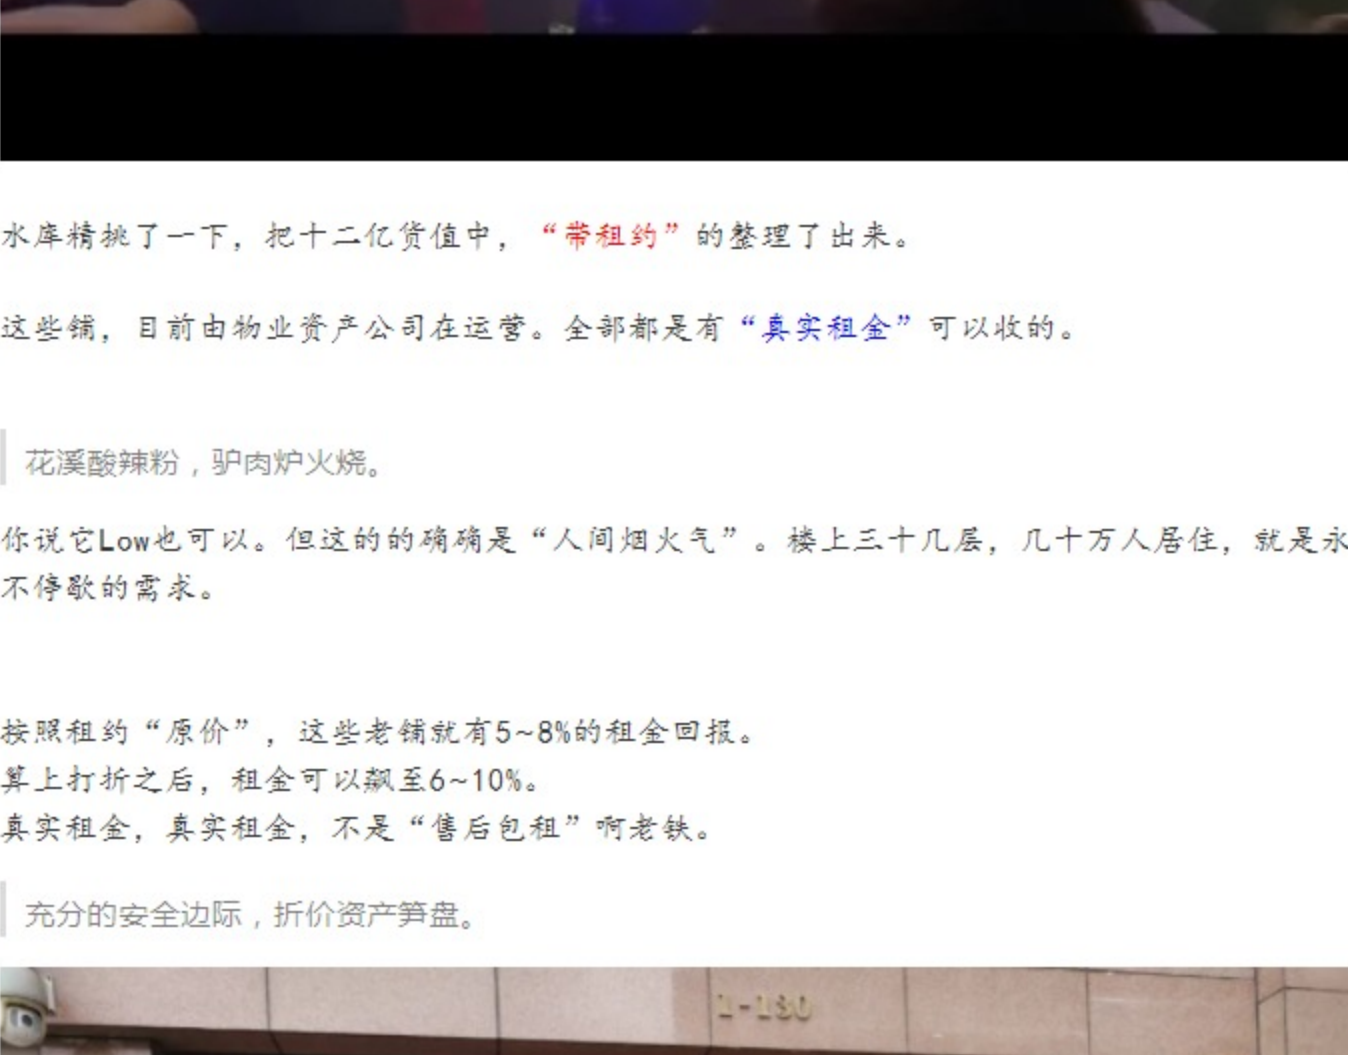 水库精挑了一下，把十二亿货值中，“带租约”的整理了出来。
这些铺，目前由物业资产公司在运营。全部都是有“真实租金”可以收的。
花溪酸辣粉，驴肉炉火烧。
你说它Low也可以。但这的的确确是“人间烟火气”。楼上三十几层，几十万人居住，就是永
不停歇的需求。
按照租约“原价”，这些老铺就有5~8%的租金回报。
算上打折之后，租金可以飙至6~10%。
真实租金，真实租金，不是“售后包租”啊老铁。
充分的安全边际，折价资产笋盘。
1-130